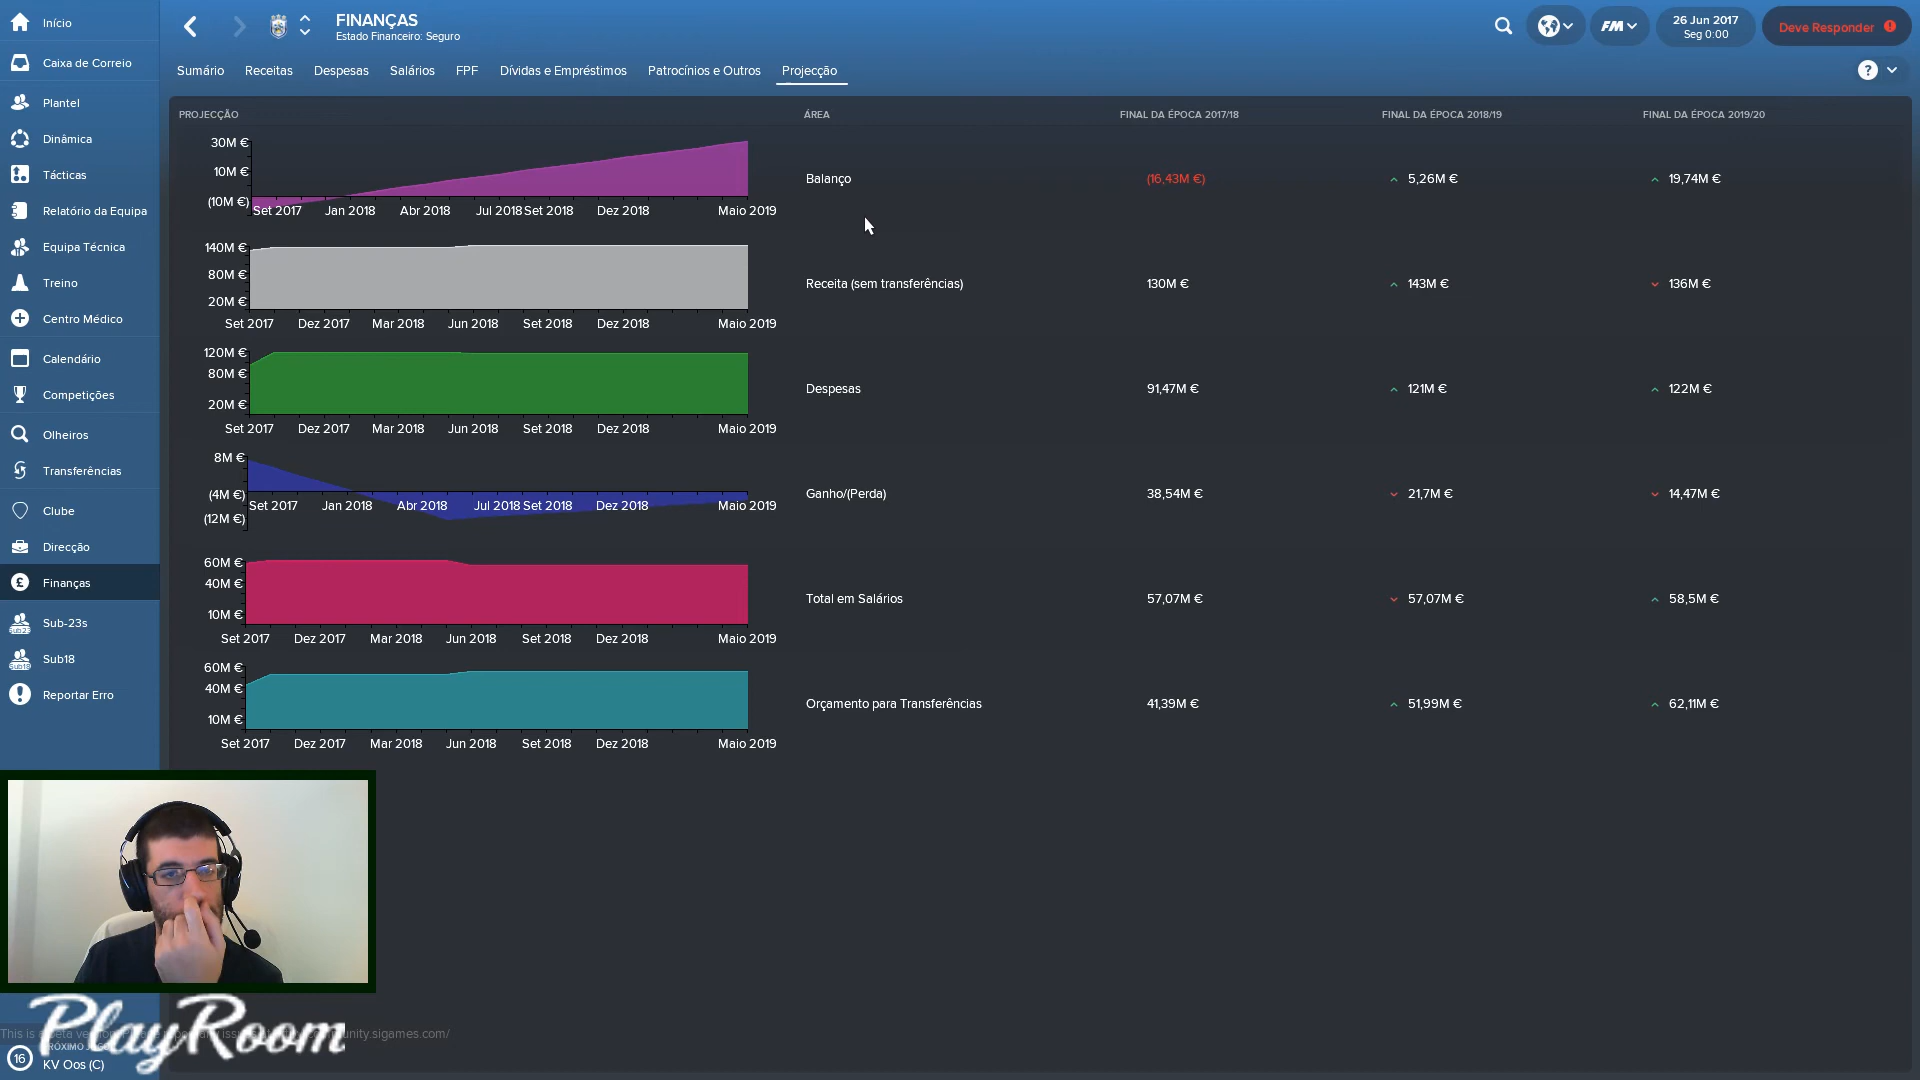 Início
Caixa de Correio
Plantel
Dinâmica
Tácticas
Relatório da Equipa
Equipa Técnica
Treino
Centro Médico
Calendário
Competições
Olheiros
Transferências
Clube
Direcção
Finanças
Sub-23s
Sub18
Reportar Erro
FINANÇAS
Estado Financeiro: Seguro
FM
26 Jun 2017
Seg 0:00
Deve Responder
Sumário Receitas Despesas Salários FPF Dívidas e Empréstimos Patrocínios e Outros Projecção
PROJECÇÃO ÁREA FINAL DA ÉPOCA 2017/18 FINAL DA ÉPOCA 2018/19 FINAL DA ÉPOCA 2019/20
30M €
10M €
(10M €)
Set 2017 Jan 2018 Abr 2018 Jul 2018 Set 2018 Dez 2018 Maio 2019
Balanço (16,43M €) 5,26M € 19,74M €
140M €
80M €
20M €
Set 2017 Dez 2017 Mar 2018 Jun 2018 Set 2018 Dez 2018 Maio 2019
Receita (sem transferências) 130M € 143M € 136M €
120M €
80M €
20M €
Set 2017 Dez 2017 Mar 2018 Jun 2018 Set 2018 Dez 2018 Maio 2019
Despesas 91,47M € 121M € 122M €
8M €
(4M €)
(12M €)
Set 2017 Jan 2018 Abr 2018 Jul 2018 Set 2018 Dez 2018 Maio 2019
Ganho/(Perda) 38,54M € 21,7M € 14,47M €
60M €
40M €
10M €
Set 2017 Dez 2017 Mar 2018 Jun 2018 Set 2018 Dez 2018 Maio 2019
Total em Salários 57,07M € 57,07M € 58,5M €
60M €
40M €
10M €
Set 2017 Dez 2017 Mar 2018 Jun 2018 Set 2018 Dez 2018 Maio 2019
Orçamento para Transferências 41,39M € 51,99M € 62,11M €
PlayRoom
This is a
.sigames.com/
16
KV Oos (C)